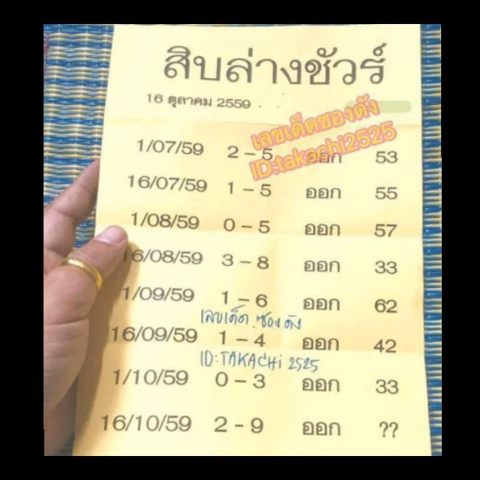 สิบล่างชัวร์
16 ตุลาคม 2559
เลขเด็ดซองดัง
ID:takachi2525
1/07/59 2 - 5 ออก 53
16/07/59 1 - 5 ออก 55
1/08/59 0 - 5 ออก 57
16/08/59 3 - 8 ออก 33
1/09/59 1 - 6 ออก 62
เลขเด็ด.ซองดัง
16/09/59 1 - 4 ออก 42
ID:TAKACHi 2525
1/10/59 0 - 3 ออก 33
16/10/59 2 - 9 ออก ??